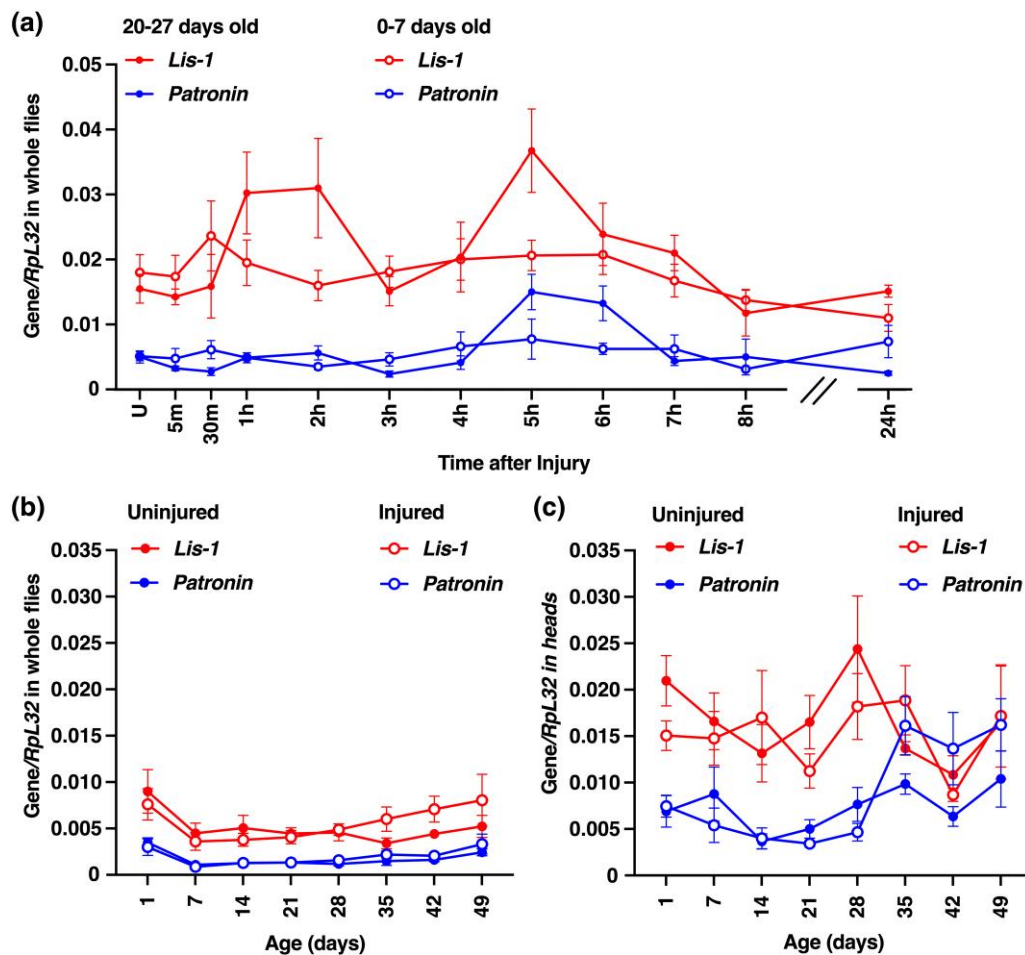 (a)
20-27 days old
0-7 days old
Lis-1
Lis-1
Patronin
Patronin
Gene/RpL32 in whole flies
0.05
0.04
0.03
0.02
0.01
0
U
5m
30m
1h
2h
3h
4h
5h
6h
7h
8h
24h
Time after Injury
(b)
Uninjured
Injured
Lis-1
Lis-1
Patronin
Patronin
Gene/RpL32 in whole flies
0.035
0.030
0.025
0.020
0.015
0.010
0.005
0
1
7
14
21
28
35
42
49
Age (days)
(c)
Uninjured
Injured
Lis-1
Lis-1
Patronin
Patronin
Gene/RpL32 in heads
0.035
0.030
0.025
0.020
0.015
0.010
0.005
0
1
7
14
21
28
35
42
49
Age (days)